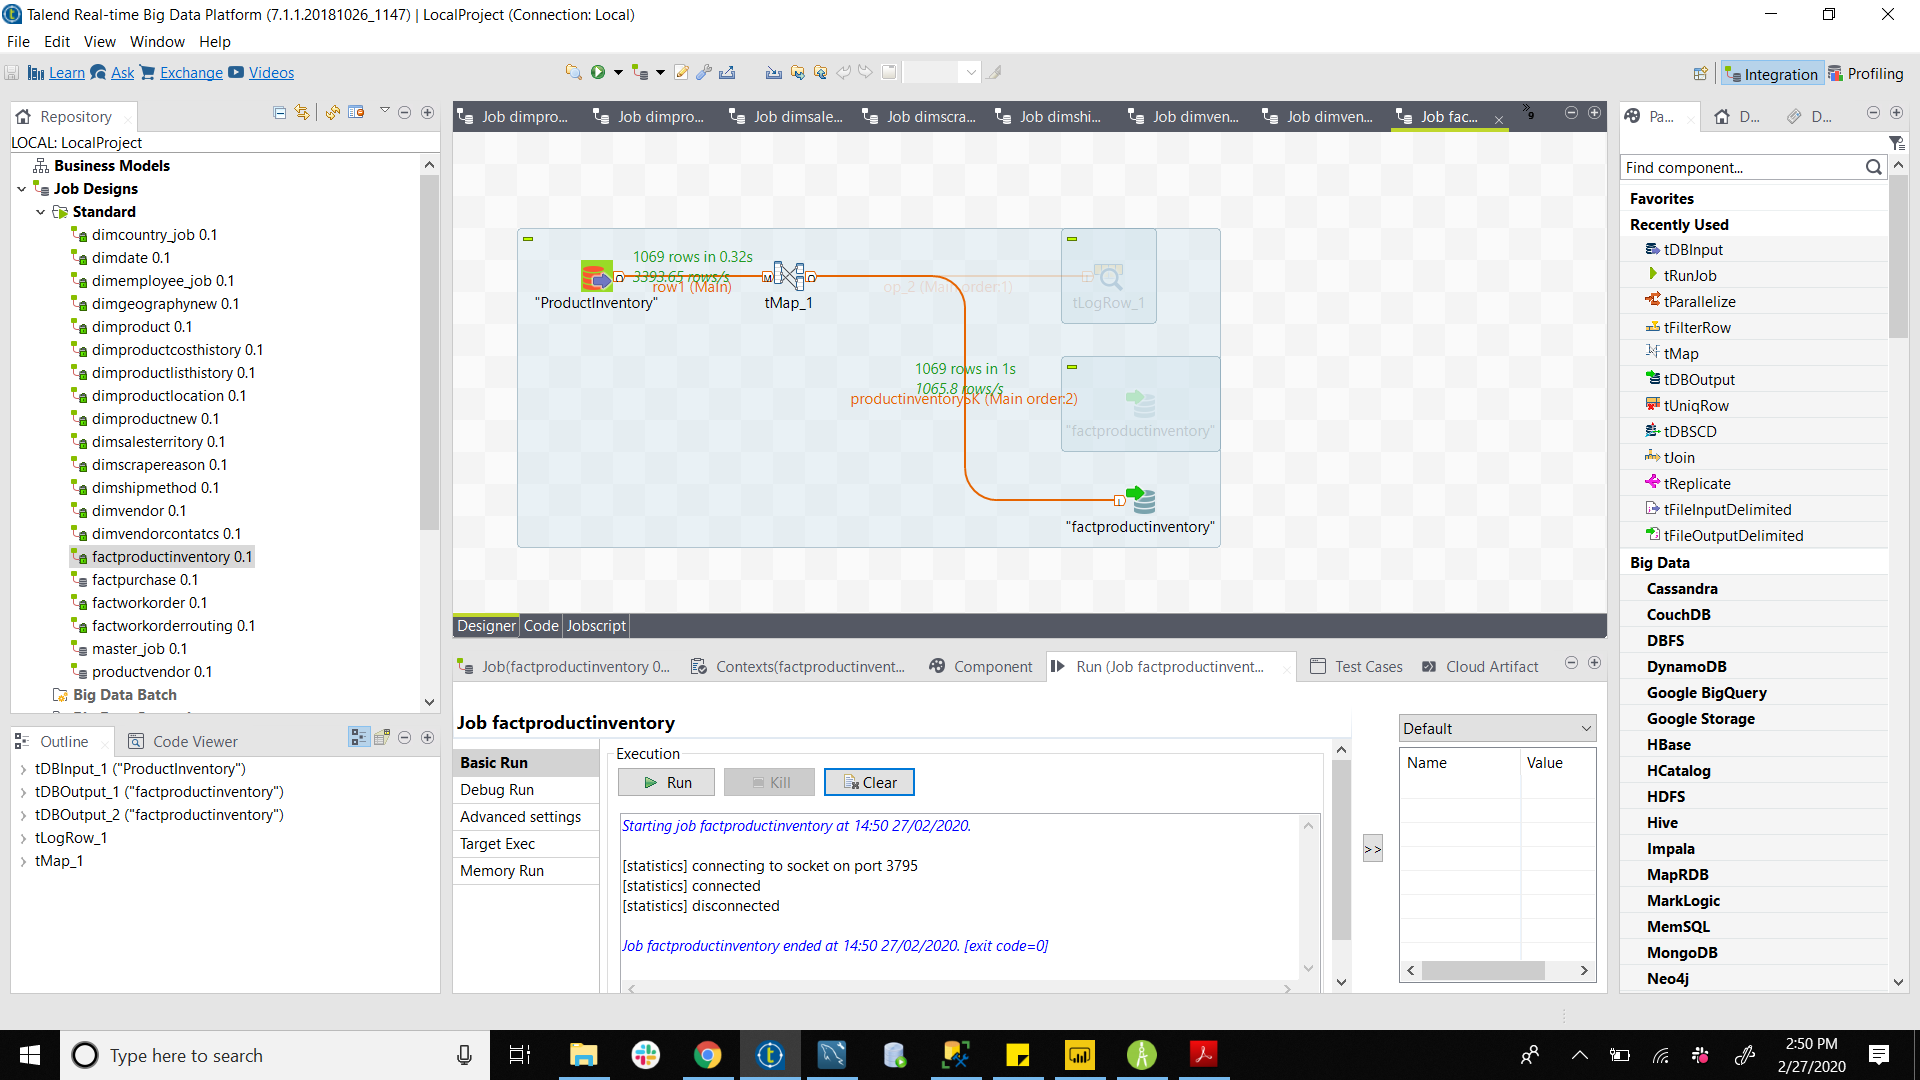 Talend Real-time Big Data Platform (7.1.1.20181026_1147) | LocalProject (Connection: Local)
File Edit View Window Help
Learn Ask Exchange Videos
Integration Profiling
Repository
LOCAL: LocalProject
Business Models
Job Designs
Standard
dimcountry_job 0.1
dimdate 0.1
dimemployee_job 0.1
dimgeographynew 0.1
dimproduct 0.1
dimproductcosthistory 0.1
dimproductlisthistory 0.1
dimproductlocation 0.1
dimproductnew 0.1
dimsalesterritory 0.1
dimscrapereason 0.1
dimshipmethod 0.1
dimvendor 0.1
dimvendorcontatcs 0.1
factproductinventory 0.1
factpurchase 0.1
factworkorder 0.1
factworkorderrouting 0.1
master_job 0.1
productvendor 0.1
Big Data Batch
Outline Code Viewer
tDBInput_1 ("ProductInventory")
tDBOutput_1 ("factproductinventory")
tDBOutput_2 ("factproductinventory")
tLogRow_1
tMap_1
Job dimpro... Job dimpro... Job dimsale... Job dimscra... Job dimshi... Job dimven... Job dimven... Job fac... 9
1069 rows in 0.32s
3393.65 rows/s
row1 (Main)
"ProductInventory"
tMap_1
op_2 (Main order:1)
tLogRow_1
1069 rows in 1s
1065.8 rows/s
productinventorySK (Main order:2)
"factproductinventory"
"factproductinventory"
Designer Code Jobscript
Job(factproductinventory 0... Contexts(factproductinvent... Component Run (Job factproductinvent... Test Cases Cloud Artifact
Job factproductinventory
Basic Run
Debug Run
Advanced settings
Target Exec
Memory Run
Execution
Run Kill Clear
Starting job factproductinventory at 14:50 27/02/2020.
[statistics] connecting to socket on port 3795
[statistics] connected
[statistics] disconnected
Job factproductinventory ended at 14:50 27/02/2020. [exit code=0]
>>
Default
Name Value
Pa... D... D...
Find component...
Favorites
Recently Used
tDBInput
tRunJob
tParallelize
tFilterRow
tMap
tDBOutput
tUniqRow
tDBSCD
tJoin
tReplicate
tFileInputDelimited
tFileOutputDelimited
Big Data
Cassandra
CouchDB
DBFS
DynamoDB
Google BigQuery
Google Storage
HBase
HCatalog
HDFS
Hive
Impala
MapRDB
MarkLogic
MemSQL
MongoDB
Neo4j
Type here to search
2:50 PM
2/27/2020